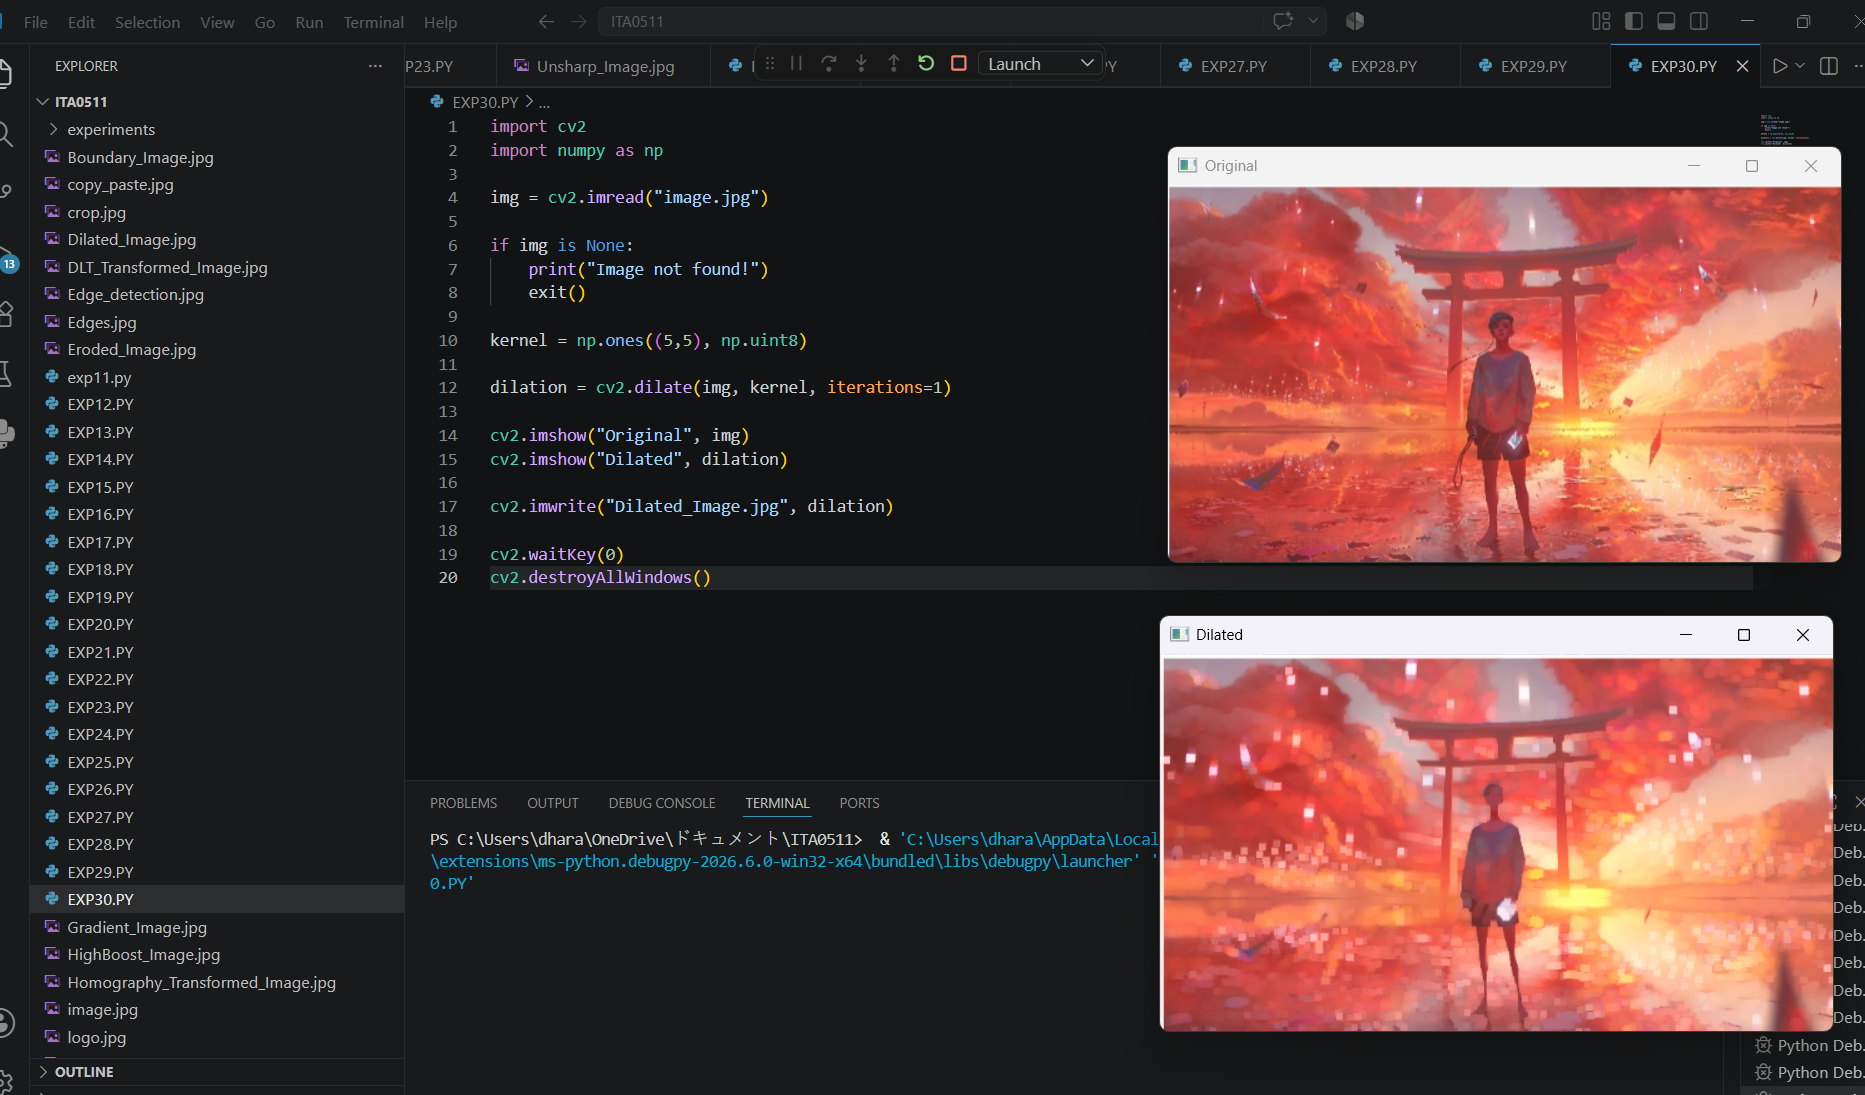 File Edit Selection View Go Run Terminal Help
ITA0511
EXPLORER
P23.PY
Unsharp_Image.jpg
Launch
EXP27.PY
EXP28.PY
EXP29.PY
EXP30.PY
ITA0511
experiments
Boundary_Image.jpg
copy_paste.jpg
crop.jpg
Dilated_Image.jpg
DLT_Transformed_Image.jpg
Edge_detection.jpg
Edges.jpg
Eroded_Image.jpg
exp11.py
EXP12.PY
EXP13.PY
EXP14.PY
EXP15.PY
EXP16.PY
EXP17.PY
EXP18.PY
EXP19.PY
EXP20.PY
EXP21.PY
EXP22.PY
EXP23.PY
EXP24.PY
EXP25.PY
EXP26.PY
EXP27.PY
EXP28.PY
EXP29.PY
EXP30.PY
Gradient_Image.jpg
HighBoost_Image.jpg
Homography_Transformed_Image.jpg
image.jpg
logo.jpg
OUTLINE
13
EXP30.PY > ...
1 import cv2
2 import numpy as np
3
4 img = cv2.imread("image.jpg")
5
6 if img is None:
7 print("Image not found!")
8 exit()
9
10 kernel = np.ones((5,5), np.uint8)
11
12 dilation = cv2.dilate(img, kernel, iterations=1)
13
14 cv2.imshow("Original", img)
15 cv2.imshow("Dilated", dilation)
16
17 cv2.imwrite("Dilated_Image.jpg", dilation)
18
19 cv2.waitKey(0)
20 cv2.destroyAllWindows()
Original
Dilated
PROBLEMS OUTPUT DEBUG CONSOLE TERMINAL PORTS
PS C:\Users\dhara\OneDrive\ドキュメント\ITA0511> & 'C:\Users\dhara\AppData\Local
\extensions\ms-python.debugpy-2026.6.0-win32-x64\bundled\libs\debugpy\launcher' '
0.PY'
Deb.
Deb.
Deb.
Deb.
Deb.
Deb.
Deb.
Deb.
Python Deb.
Python Deb.